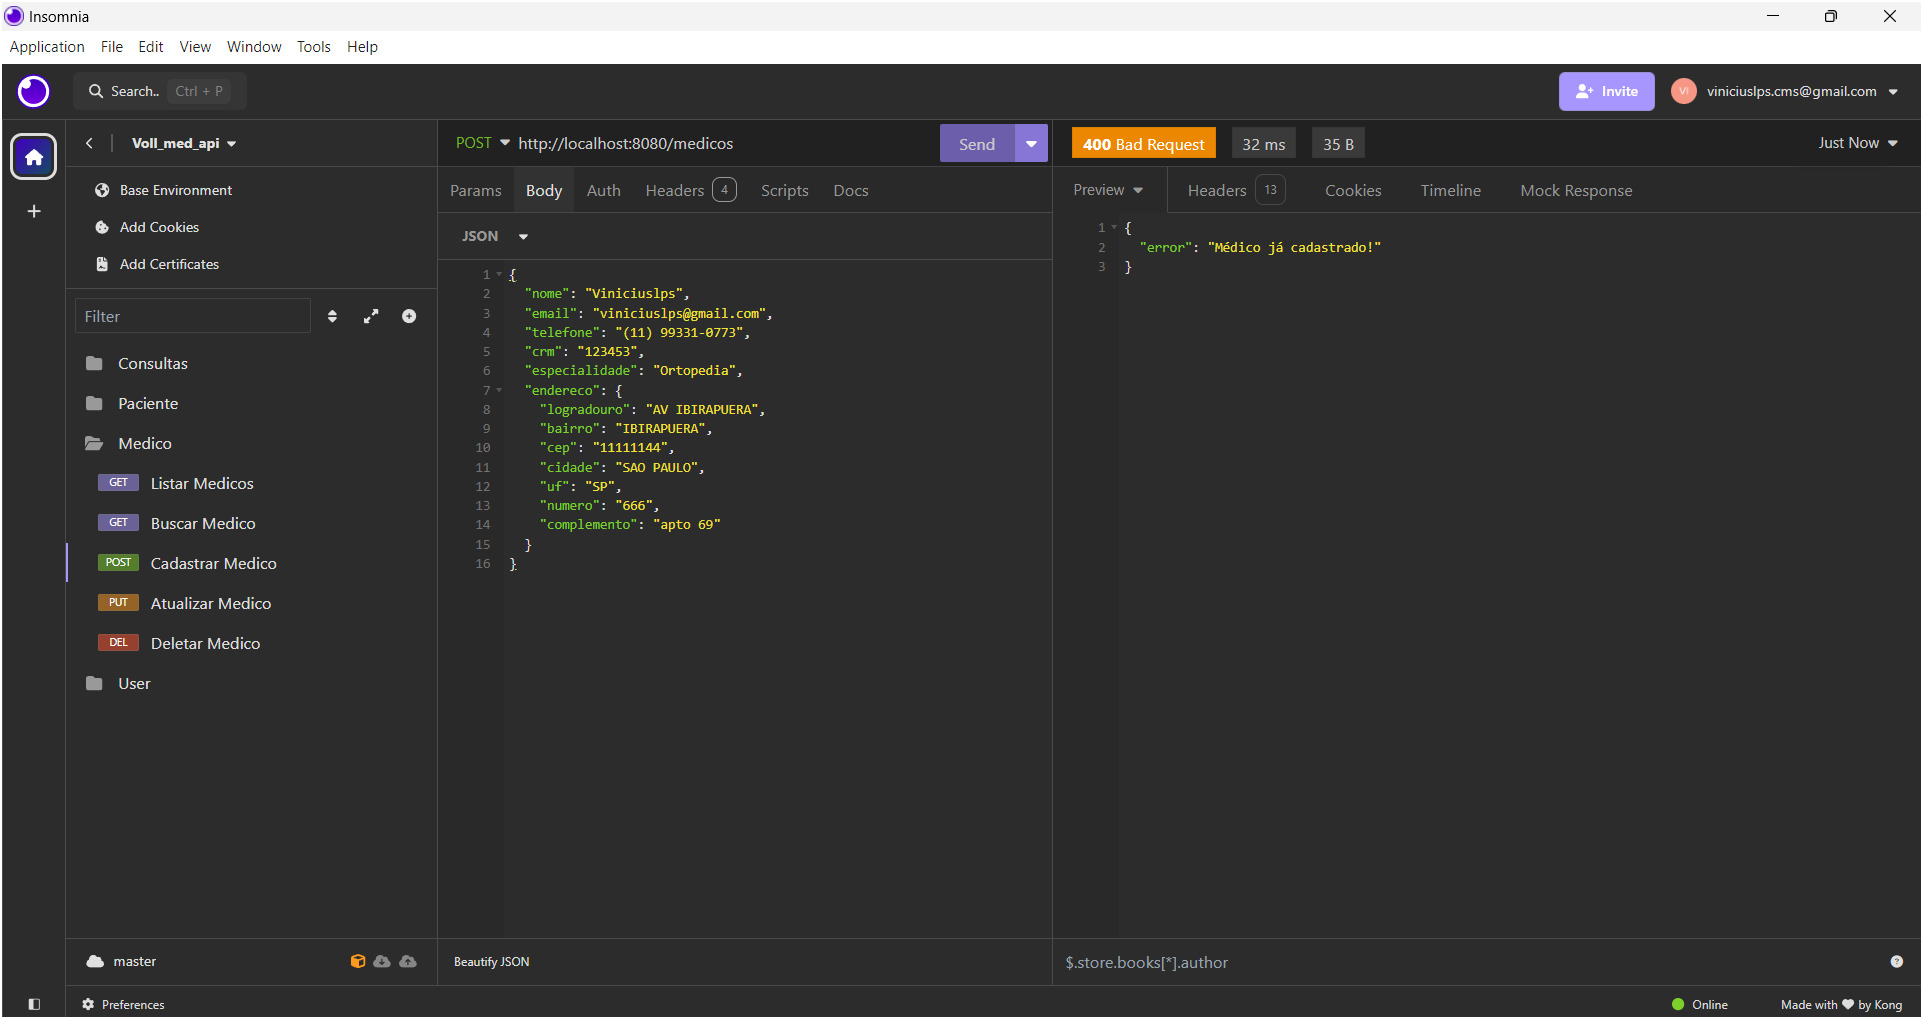 Insomnia
Application File Edit View Window Tools Help
Search.. Ctrl + P
Invite
VI viniciuslps.cms@gmail.com
Voll_med_api
Base Environment
Add Cookies
Add Certificates
Filter
Consultas
Paciente
Medico
GET Listar Medicos
GET Buscar Medico
POST Cadastrar Medico
PUT Atualizar Medico
DEL Deletar Medico
User
master
Preferences
POST http://localhost:8080/medicos Send
Params Body Auth Headers 4 Scripts Docs
JSON
1 {
2 "nome": "Viniciuslps",
3 "email": "viniciuslps@gmail.com",
4 "telefone": "(11) 99331-0773",
5 "crm": "123453",
6 "especialidade": "Ortopedia",
7 "endereco": {
8 "logradouro": "AV IBIRAPUERA",
9 "bairro": "IBIRAPUERA",
10 "cep": "11111144",
11 "cidade": "SAO PAULO",
12 "uf": "SP",
13 "numero": "666",
14 "complemento": "apto 69"
15 }
16 }
Beautify JSON
400 Bad Request 32 ms 35 B Just Now
Preview Headers 13 Cookies Timeline Mock Response
1 {
2 "error": "Médico já cadastrado!"
3 }
$.store.books[*].author
Online Made with ❤ by Kong